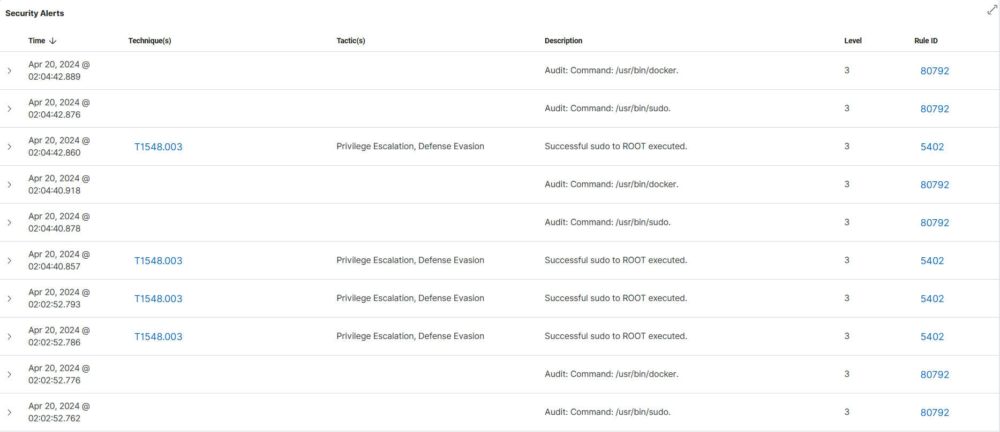 Security Alerts
Time Technique(s) Tactic(s) Description Level Rule ID
Apr 20, 2024 @
02:04:42.889
Audit: Command: /usr/bin/docker. 3 80792
Apr 20, 2024 @
02:04:42.876
Audit: Command: /usr/bin/sudo. 3 80792
Apr 20, 2024 @
02:04:42.860
T1548.003 Privilege Escalation, Defense Evasion Successful sudo to ROOT executed. 3 5402
Apr 20, 2024 @
02:04:40.918
Audit: Command: /usr/bin/docker. 3 80792
Apr 20, 2024 @
02:04:40.878
Audit: Command: /usr/bin/sudo. 3 80792
Apr 20, 2024 @
02:04:40.857
T1548.003 Privilege Escalation, Defense Evasion Successful sudo to ROOT executed. 3 5402
Apr 20, 2024 @
02:02:52.793
T1548.003 Privilege Escalation, Defense Evasion Successful sudo to ROOT executed. 3 5402
Apr 20, 2024 @
02:02:52.786
T1548.003 Privilege Escalation, Defense Evasion Successful sudo to ROOT executed. 3 5402
Apr 20, 2024 @
02:02:52.776
Audit: Command: /usr/bin/docker. 3 80792
Apr 20, 2024 @
02:02:52.762
Audit: Command: /usr/bin/sudo. 3 80792